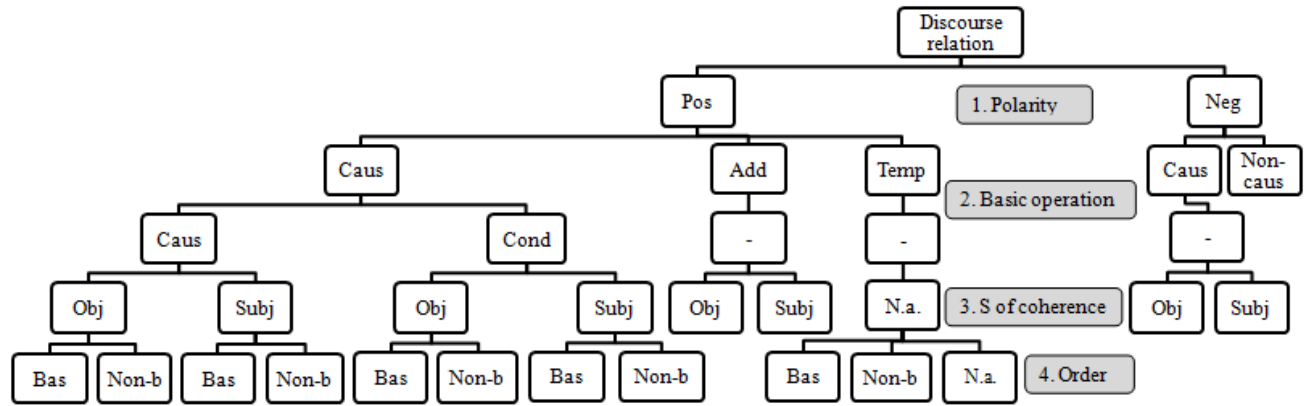 Discourse
relation
Pos
1. Polarity
Neg
Caus
Add
Temp
Caus
Non-
caus
2. Basic operation
Caus
Cond
-
-
-
Obj
Subj
Obj
Subj
Obj
Subj
N.a.
3. S of coherence
Obj
Subj
Bas
Non-b
Bas
Non-b
Bas
Non-b
Bas
Non-b
Bas
Non-b
N.a.
4. Order